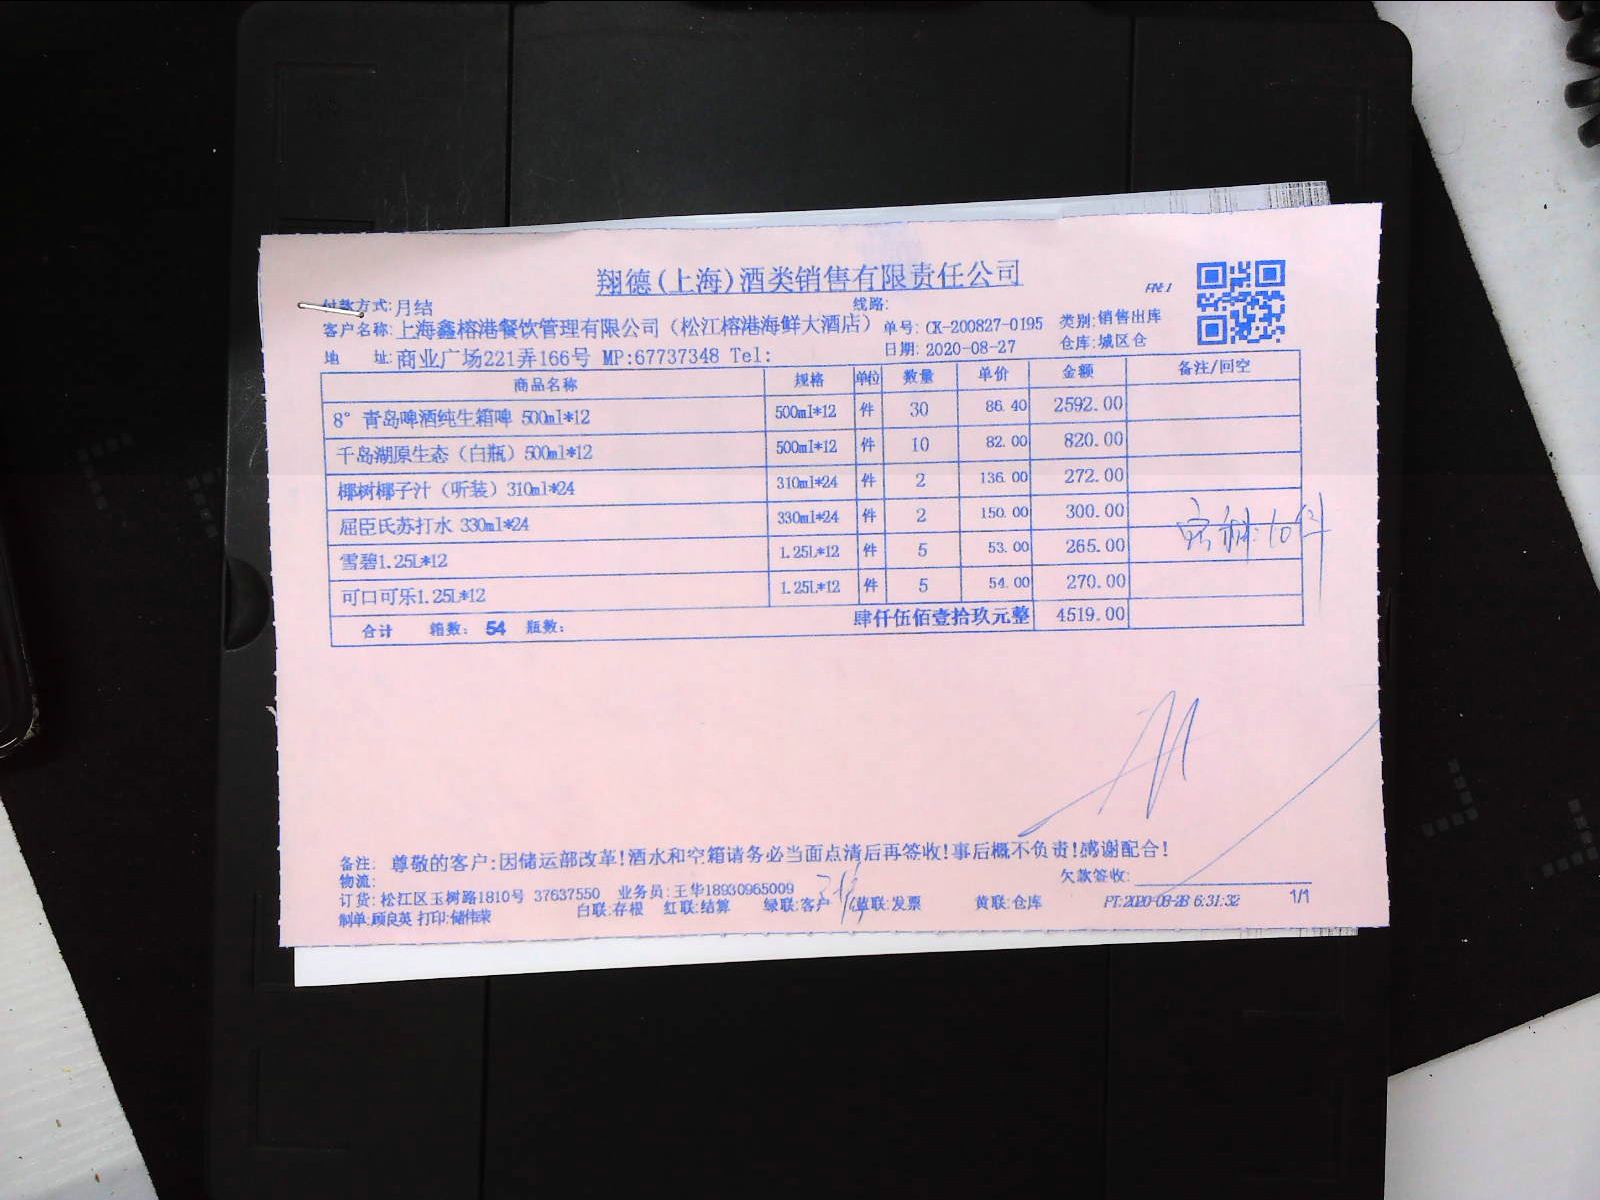 翔德(上海)酒类销售有限责任公司
付款方式:月结 线路:
客户名称:上海鑫榕港餐饮管理有限公司（松江榕港海鲜大酒店） 单号: CK-200827-0195 类别:销售出库
地 址:商业广场221弄166号 MP:67737348 Tel: 日期: 2020-08-27 仓库:城区仓
商品名称 规格 单位 数量 单价 金额 备注/回空
8° 青岛啤酒纯生箱啤 500ml*12 500ml*12 件 30 86.40 2592.00
千岛湖原生态（白瓶）500ml*12 500ml*12 件 10 82.00 820.00
椰树椰子汁（听装）310ml*24 310ml*24 件 2 136.00 272.00
屈臣氏苏打水 330ml*24 330ml*24 件 2 150.00 300.00
雪碧1.25L*12 1.25L*12 件 5 53.00 265.00
可口可乐1.25L*12 1.25L*12 件 5 54.00 270.00
合计 箱数: 54 瓶数: 肆仟伍佰壹拾玖元整 4519.00
备注: 尊敬的客户:因储运部改革!酒水和空箱请务必当面点清后再签收!事后概不负责!感谢配合!
物流: 欠款签收:
订货:松江区玉树路1810号 37637550 业务员:王华18930965009
制单:顾良英 打印:储伟荣 白联:存根 红联:结算 绿联:客户 蓝联:发票 黄联:仓库 PT:2020-08-28 6:31:32 1/1